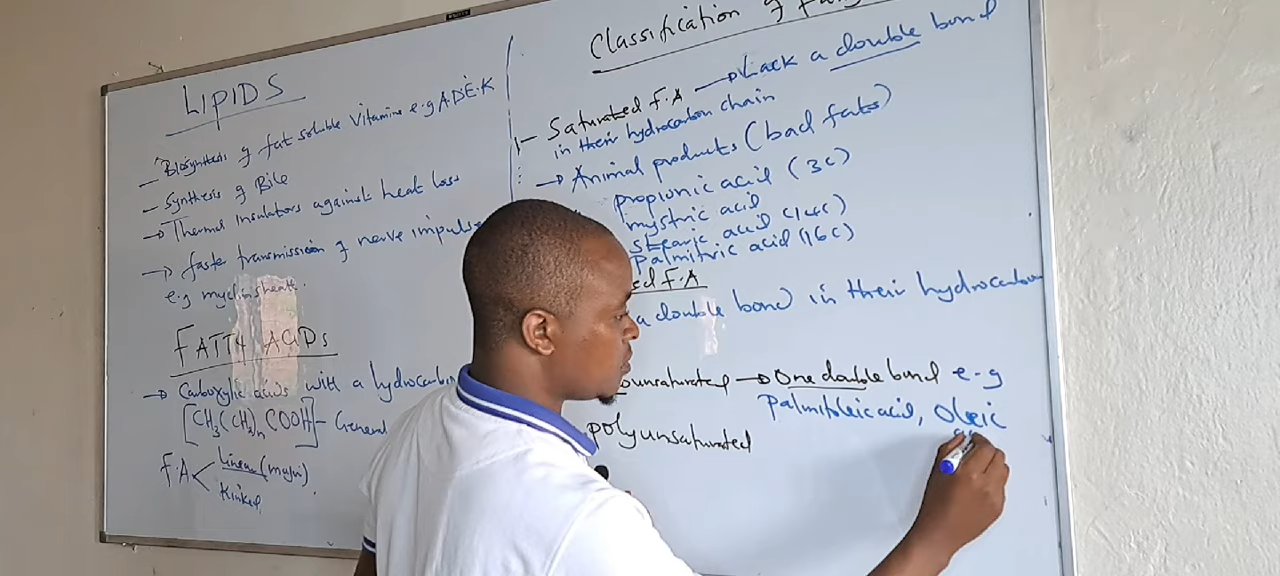 LIPIDS
- Biosynthesis of fat soluble vitamins e.g A.D.E.K
- Synthesis of Bile
→ Thermal Insulators against heat loss
→ faste transmission of nerve impulse
e.g myelin sheath.
FATTY ACIDS
→ Carboxylic acids with a hydrocarbon
[CH3(CH2)n COOH] - General
F.A < Linear (major)
Kinked
Classification of
- Saturated F.A → Lack a double bond
in their hydrocarbon chain
→ Animal products (bad fats)
propionic acid (3C)
mystric acid
stearic acid (14C)
Palmitric acid (16C)
ed F.A
a double bond in their hydrocarbon
ounsaturated → One double bond e-g
Palmitoleic acid, Oleic
polyunsaturated